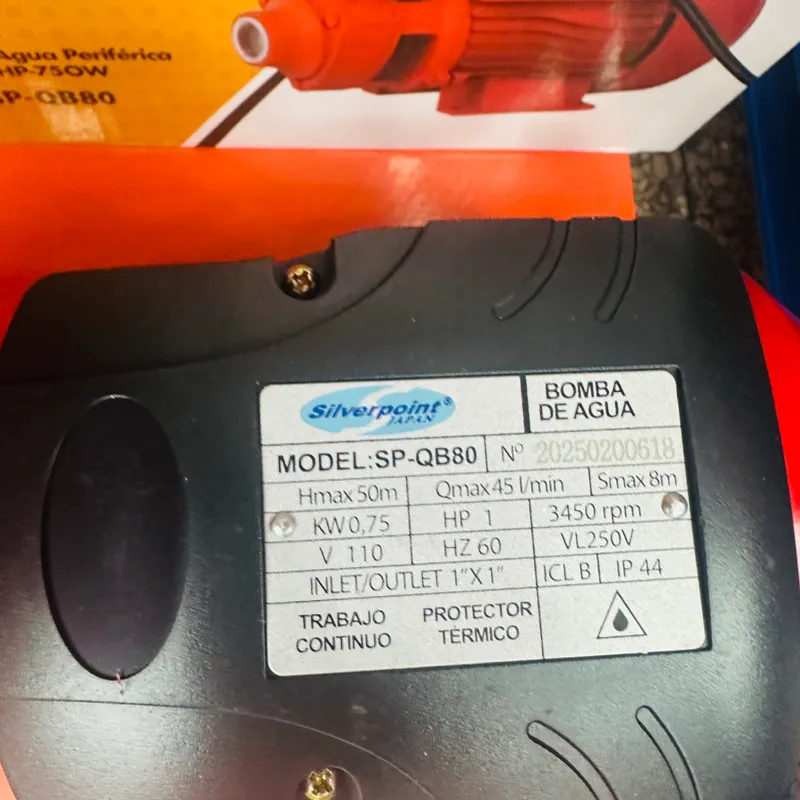 Agua Periférica
HP-750W
SP-QB80
Silverpoint®
JAPAN
BOMBA
DE AGUA
MODEL:SP-QB80
Nº 20250200618
Hmax 50m
Qmax 45 l/min
Smax 8m
KW 0,75
HP 1
3450 rpm
V 110
HZ 60
VL250V
INLET/OUTLET 1"X1"
ICL B
IP 44
TRABAJO
CONTINUO
PROTECTOR
TÉRMICO